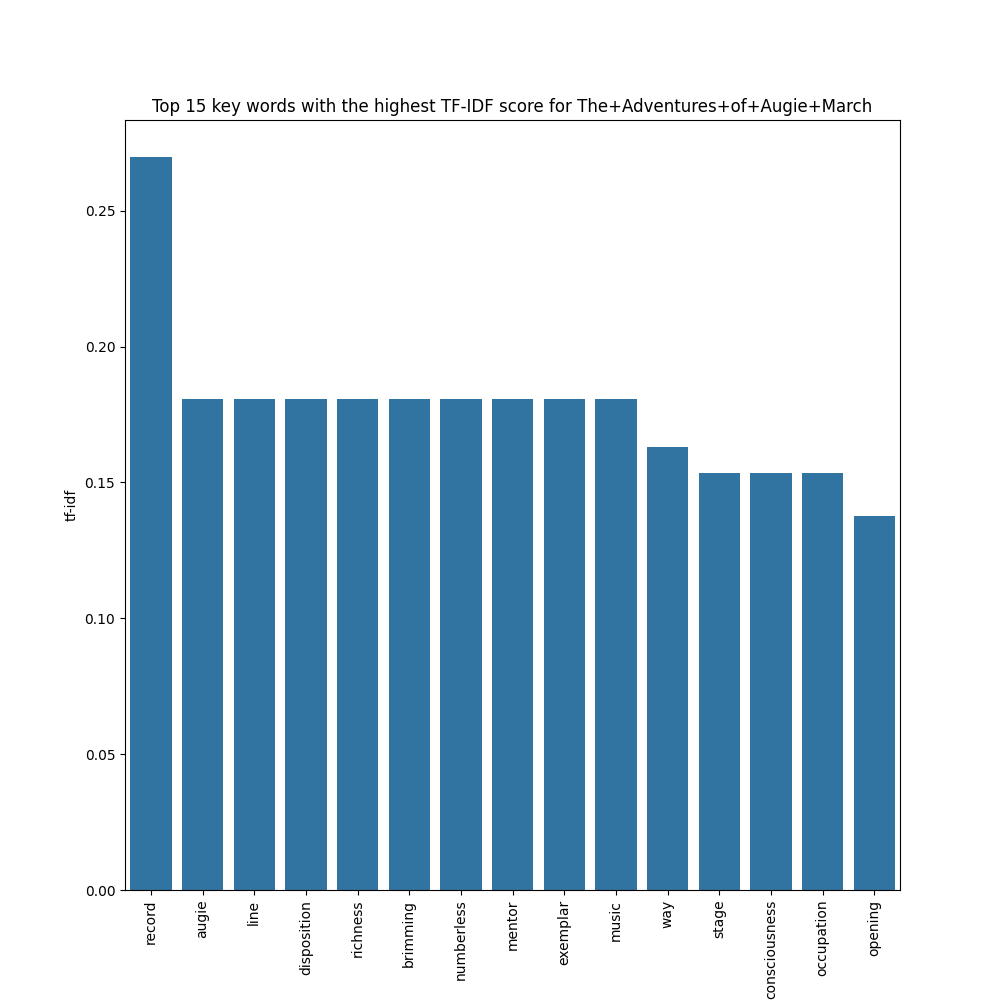 Top 15 key words with the highest TF-IDF score for The+Adventures+of+Augie+March
0.25
0.20
0.15
0.10
0.05
0.00
tf-idf
record
augie
line
disposition
richness
brimming
numberless
mentor
exemplar
music
way
stage
consciousness
occupation
opening